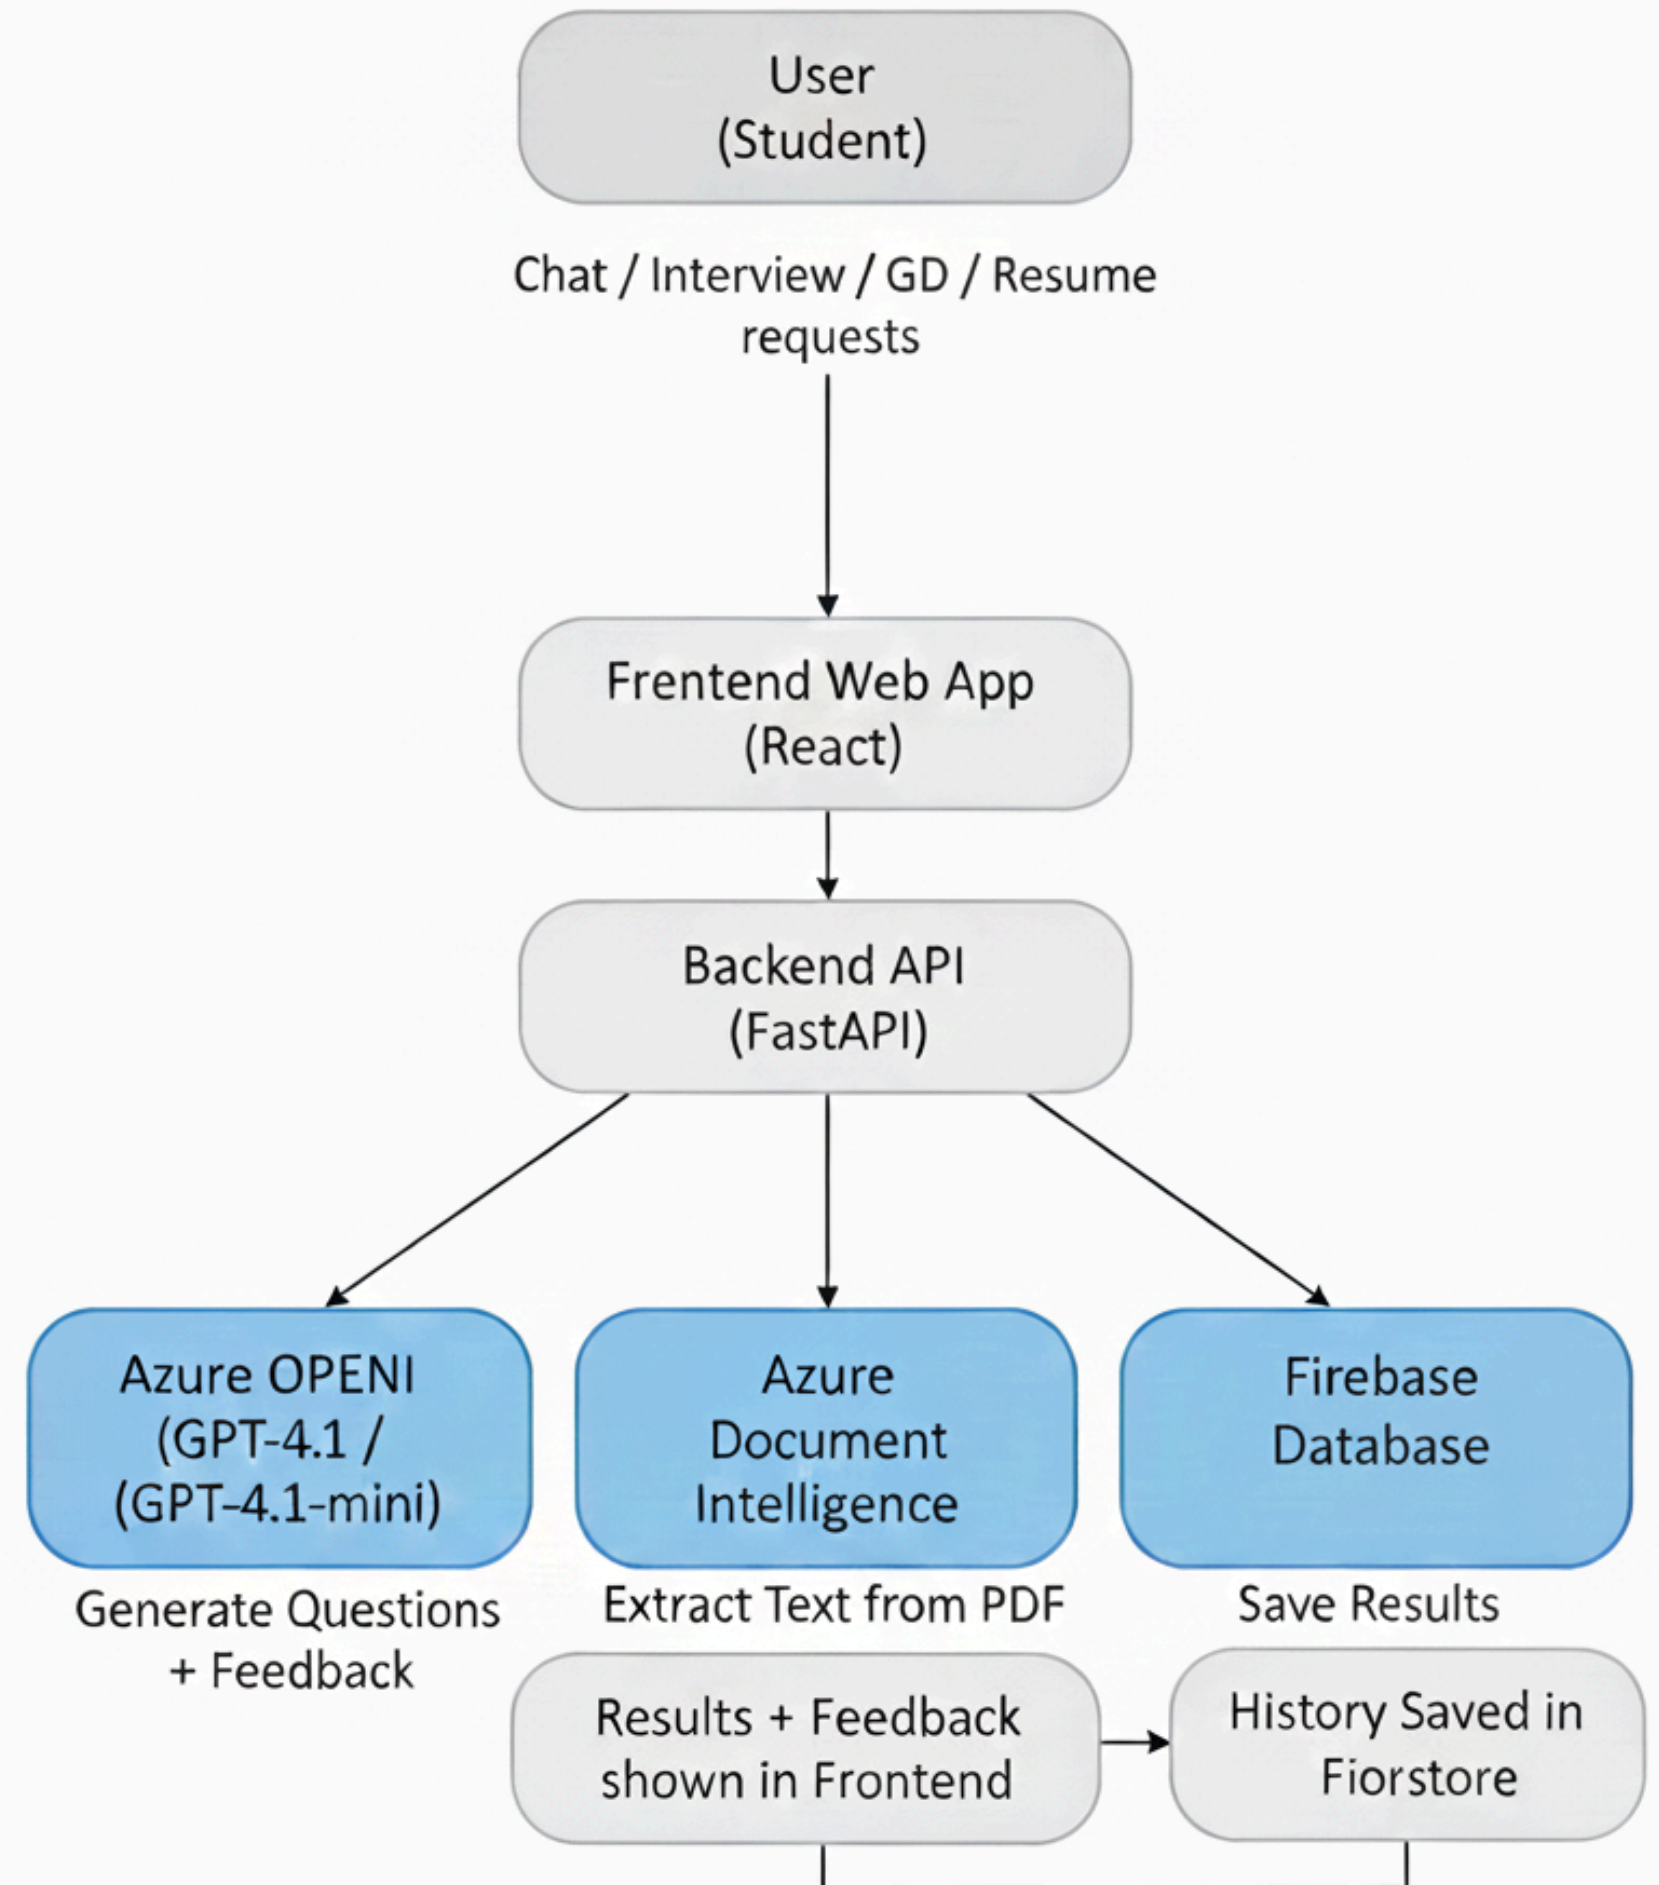 User
(Student)
Chat / Interview / GD / Resume
requests
Frentend Web App
(React)
Backend API
(FastAPI)
Azure OPENI
(GPT-4.1 /
(GPT-4.1-mini)
Generate Questions
+ Feedback
Azure
Document
Intelligence
Extract Text from PDF
Firebase
Database
Save Results
Results + Feedback
shown in Frontend
History Saved in
Fiorstore